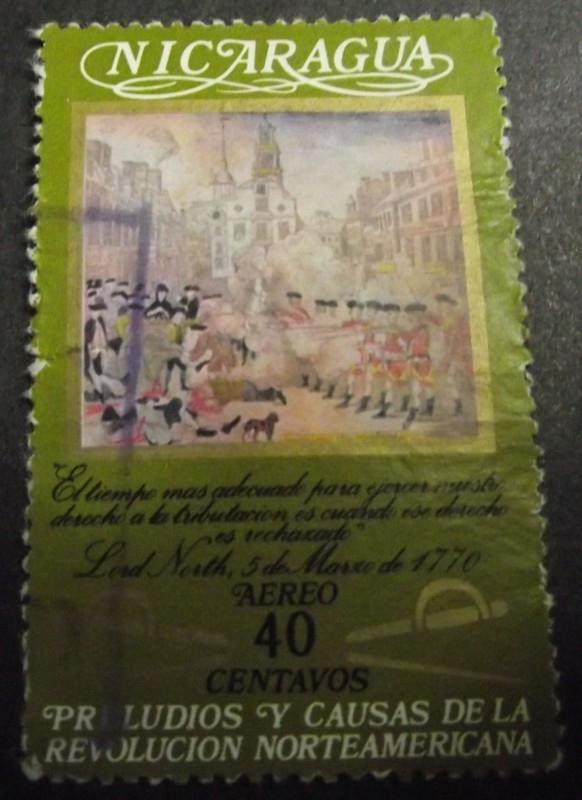 NICARAGUA
"El tiempo mas adecuado para ejercer nuestro
derecho a la tributacion es cuando ese derecho
es rechazado"
Lord North, 5 de Marzo de 1770
AEREO
40
CENTAVOS
PRELUDIOS Y CAUSAS DE LA
REVOLUCION NORTEAMERICANA